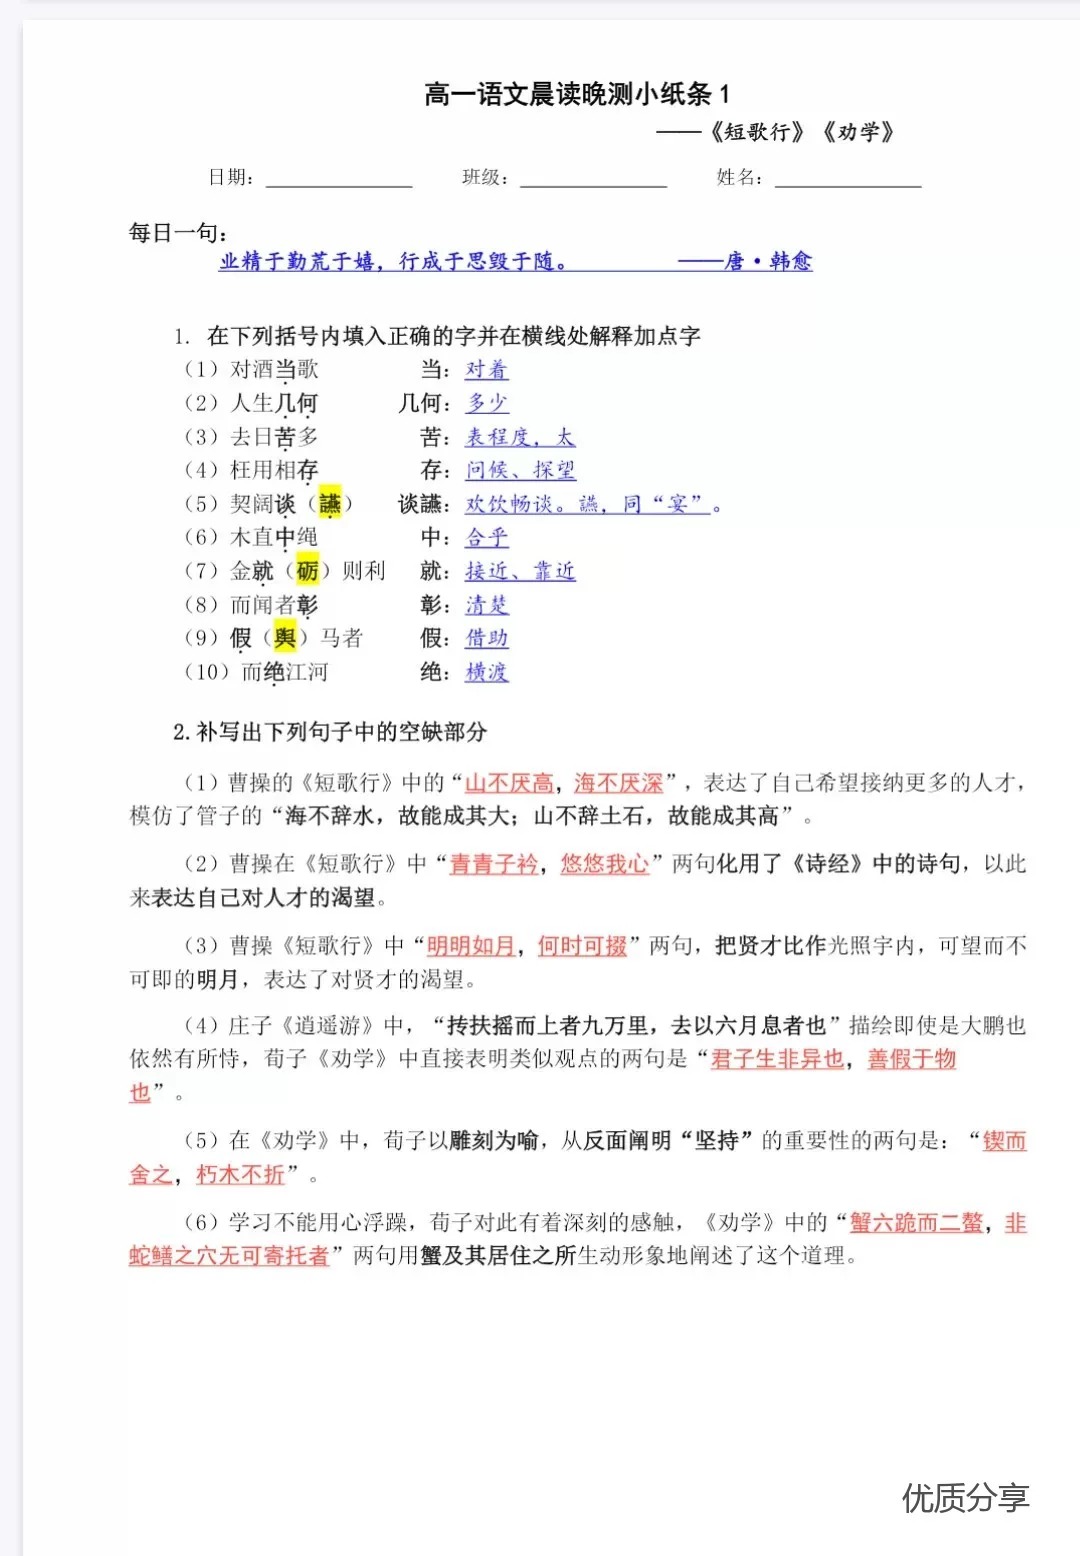 高一语文晨读晚测小纸条 1
——《短歌行》《劝学》
日期：____________ 班级：____________ 姓名：____________
每日一句：
业精于勤荒于嬉，行成于思毁于随。 ——唐·韩愈
1. 在下列括号内填入正确的字并在横线处解释加点字
（1）对酒当歌 当：对着
（2）人生几何 几何：多少
（3）去日苦多 苦：表程度，太
（4）枉用相存 存：问候、探望
（5）契阔谈（讌） 谈讌：欢饮畅谈。讌，同“宴”。
（6）木直中绳 中：合乎
（7）金就（砺）则利 就：接近、靠近
（8）而闻者彰 彰：清楚
（9）假（舆）马者 假：借助
（10）而绝江河 绝：横渡
2.补写出下列句子中的空缺部分
（1）曹操的《短歌行》中的“山不厌高，海不厌深”，表达了自己希望接纳更多的人才，
模仿了管子的“海不辞水，故能成其大；山不辞土石，故能成其高”。
（2）曹操在《短歌行》中“青青子衿，悠悠我心”两句化用了《诗经》中的诗句，以此
来表达自己对人才的渴望。
（3）曹操《短歌行》中“明明如月，何时可掇”两句，把贤才比作光照宇内，可望而不
可即的明月，表达了对贤才的渴望。
（4）庄子《逍遥游》中，“抟扶摇而上者九万里，去以六月息者也”描绘即使是大鹏也
依然有所恃，荀子《劝学》中直接表明类似观点的两句是“君子生非异也，善假于物
也”。
（5）在《劝学》中，荀子以雕刻为喻，从反面阐明“坚持”的重要性的两句是：“锲而
舍之，朽木不折”。
（6）学习不能用心浮躁，荀子对此有着深刻的感触，《劝学》中的“蟹六跪而二螯，非
蛇鳝之穴无可寄托者”两句用蟹及其居住之所生动形象地阐述了这个道理。
优质分享